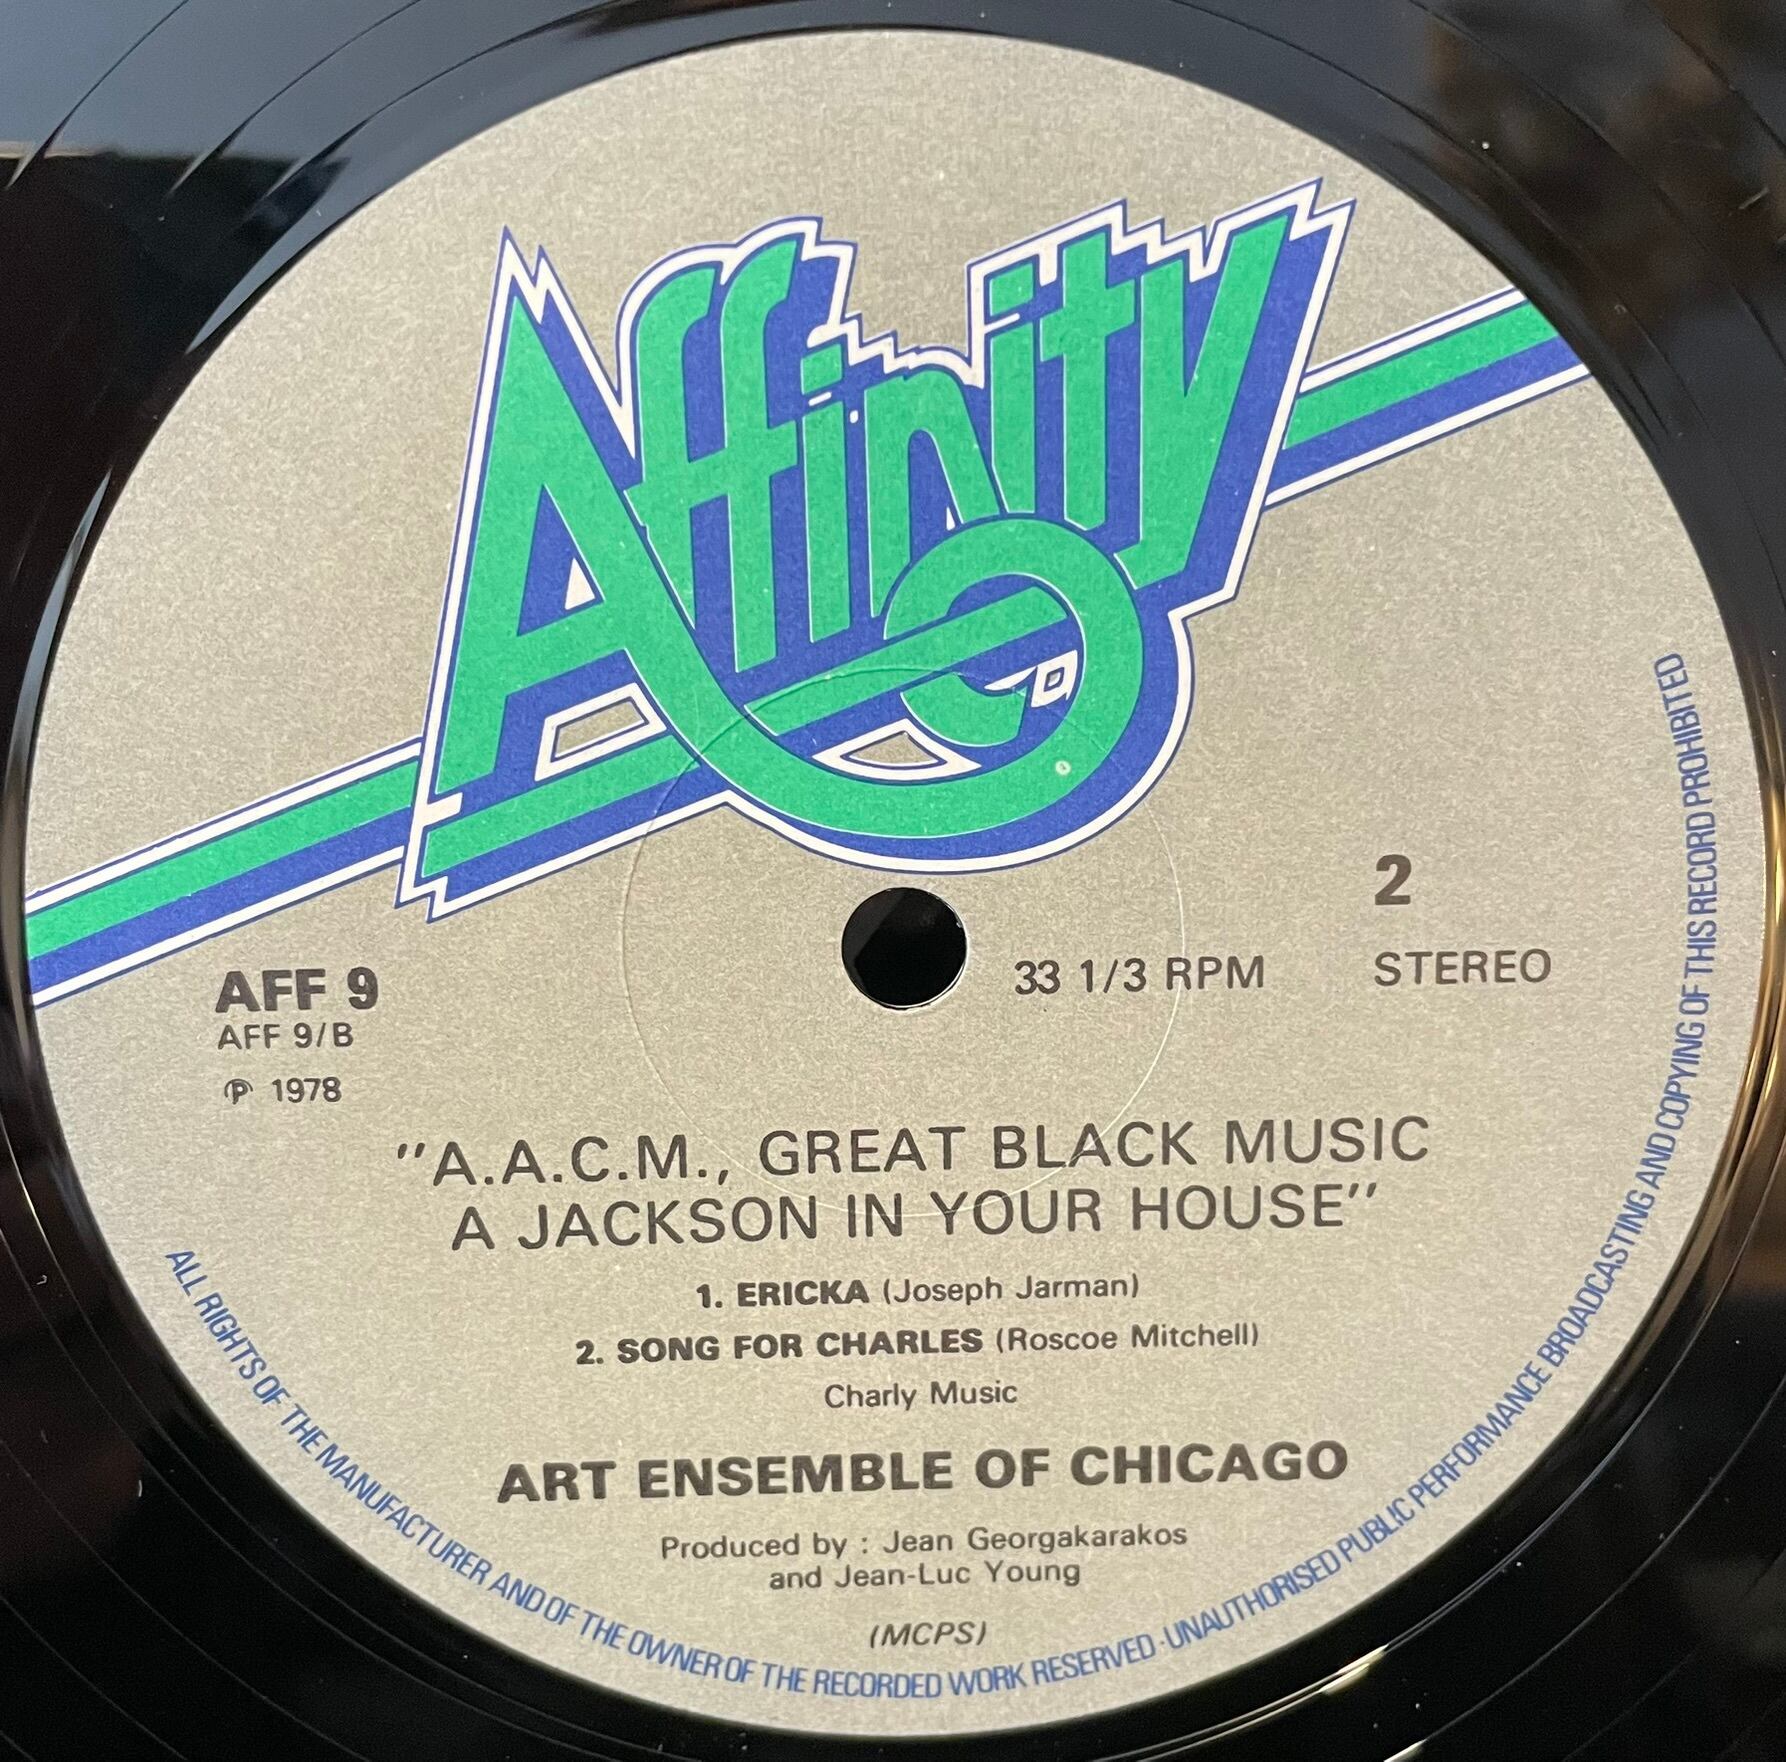 Affinity
2
AFF 9
33 1/3 RPM
STEREO
AFF 9/B
℗ 1978
"A.A.C.M., GREAT BLACK MUSIC
A JACKSON IN YOUR HOUSE"
1. ERICKA (Joseph Jarman)
2. SONG FOR CHARLES (Roscoe Mitchell)
Charly Music
ART ENSEMBLE OF CHICAGO
Produced by : Jean Georgakarakos
and Jean-Luc Young
(MCPS)
ALL RIGHTS OF THE MANUFACTURER AND OF THE OWNER OF THE RECORDED WORK RESERVED · UNAUTHORISED PUBLIC PERFORMANCE BROADCASTING AND COPYING OF THIS RECORD PROHIBITED